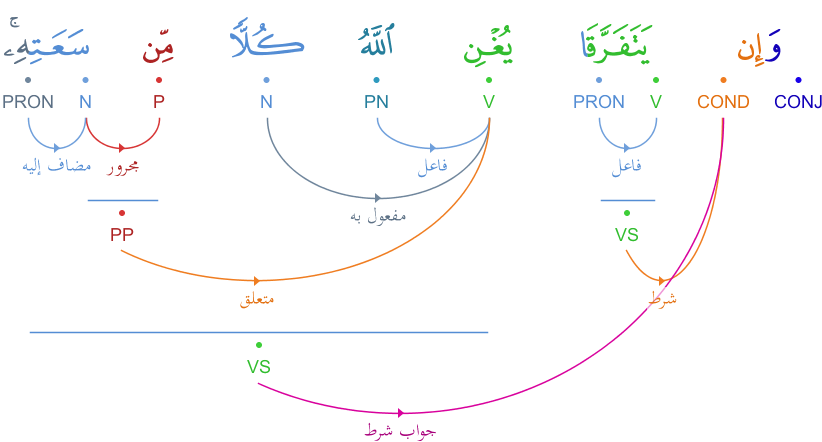 وَإِن يَتَفَرَّقَا يُغْنِ ٱللَّهُ كُلًّا مِّن سَعَتِهِۦ ۚ
CONJ COND V PRON V PN N P N PRON
فاعل فاعل مجرور مضاف إليه
مفعول به
VS PP
شرط متعلق
VS
جواب شرط